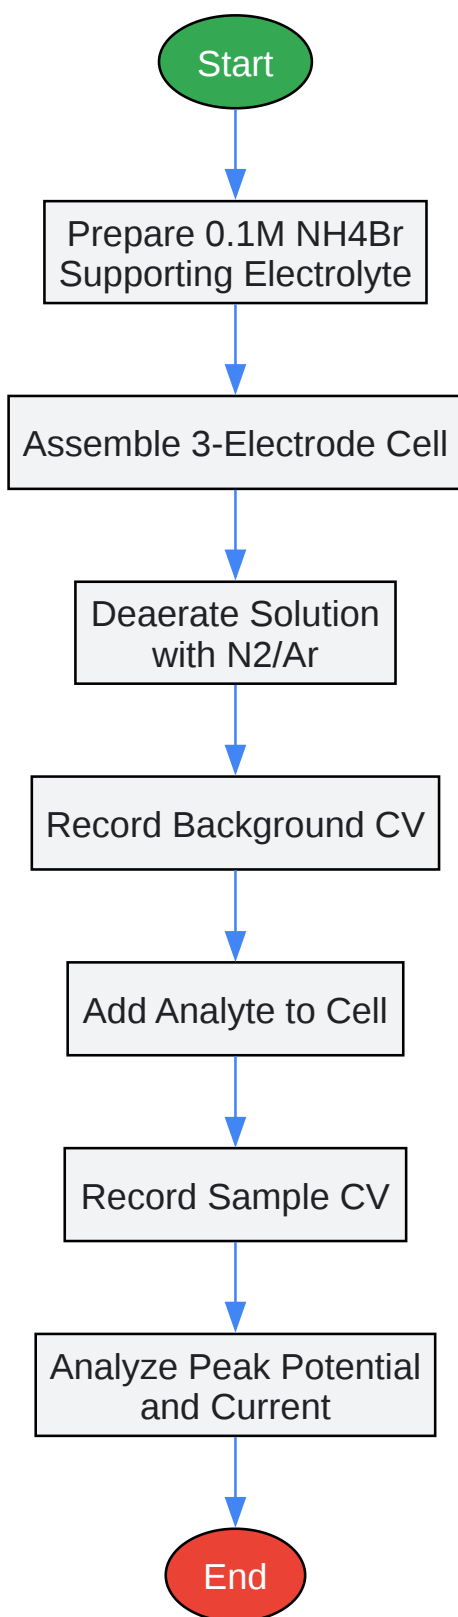 Start
Prepare 0.1M NH4Br
Supporting Electrolyte
Assemble 3-Electrode Cell
Deaerate Solution
with N2/Ar
Record Background CV
Add Analyte to Cell
Record Sample CV
Analyze Peak Potential
and Current
End